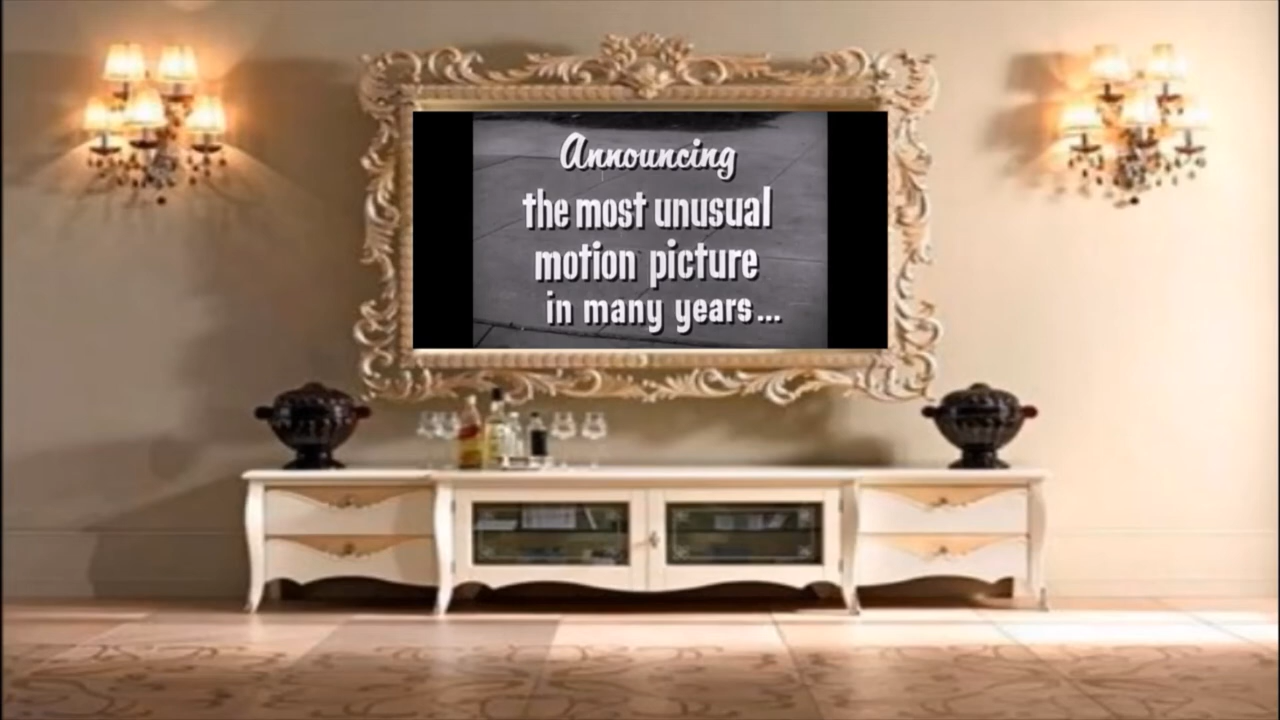 Announcing
the most unusual
motion picture
in many years...